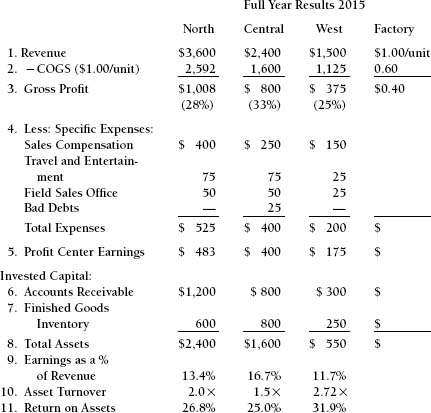 Full Year Results 2015
North Central West Factory
1. Revenue $3,600 $2,400 $1,500 $1.00/unit
2. −COGS ($1.00/unit) 2,592 1,600 1,125 0.60
3. Gross Profit $1,008 $ 800 $ 375 $0.40
(28%) (33%) (25%)
4. Less: Specific Expenses:
Sales Compensation $ 400 $ 250 $ 150
Travel and Entertain-
ment 75 75 25
Field Sales Office 50 50 25
Bad Debts — 25 —
Total Expenses $ 525 $ 400 $ 200 $
5. Profit Center Earnings $ 483 $ 400 $ 175 $
Invested Capital:
6. Accounts Receivable $1,200 $ 800 $ 300 $
7. Finished Goods
Inventory 600 800 250 $
8. Total Assets $2,400 $1,600 $ 550 $
9. Earnings as a %
of Revenue 13.4% 16.7% 11.7%
10. Asset Turnover 2.0× 1.5× 2.72×
11. Return on Assets 26.8% 25.0% 31.9%